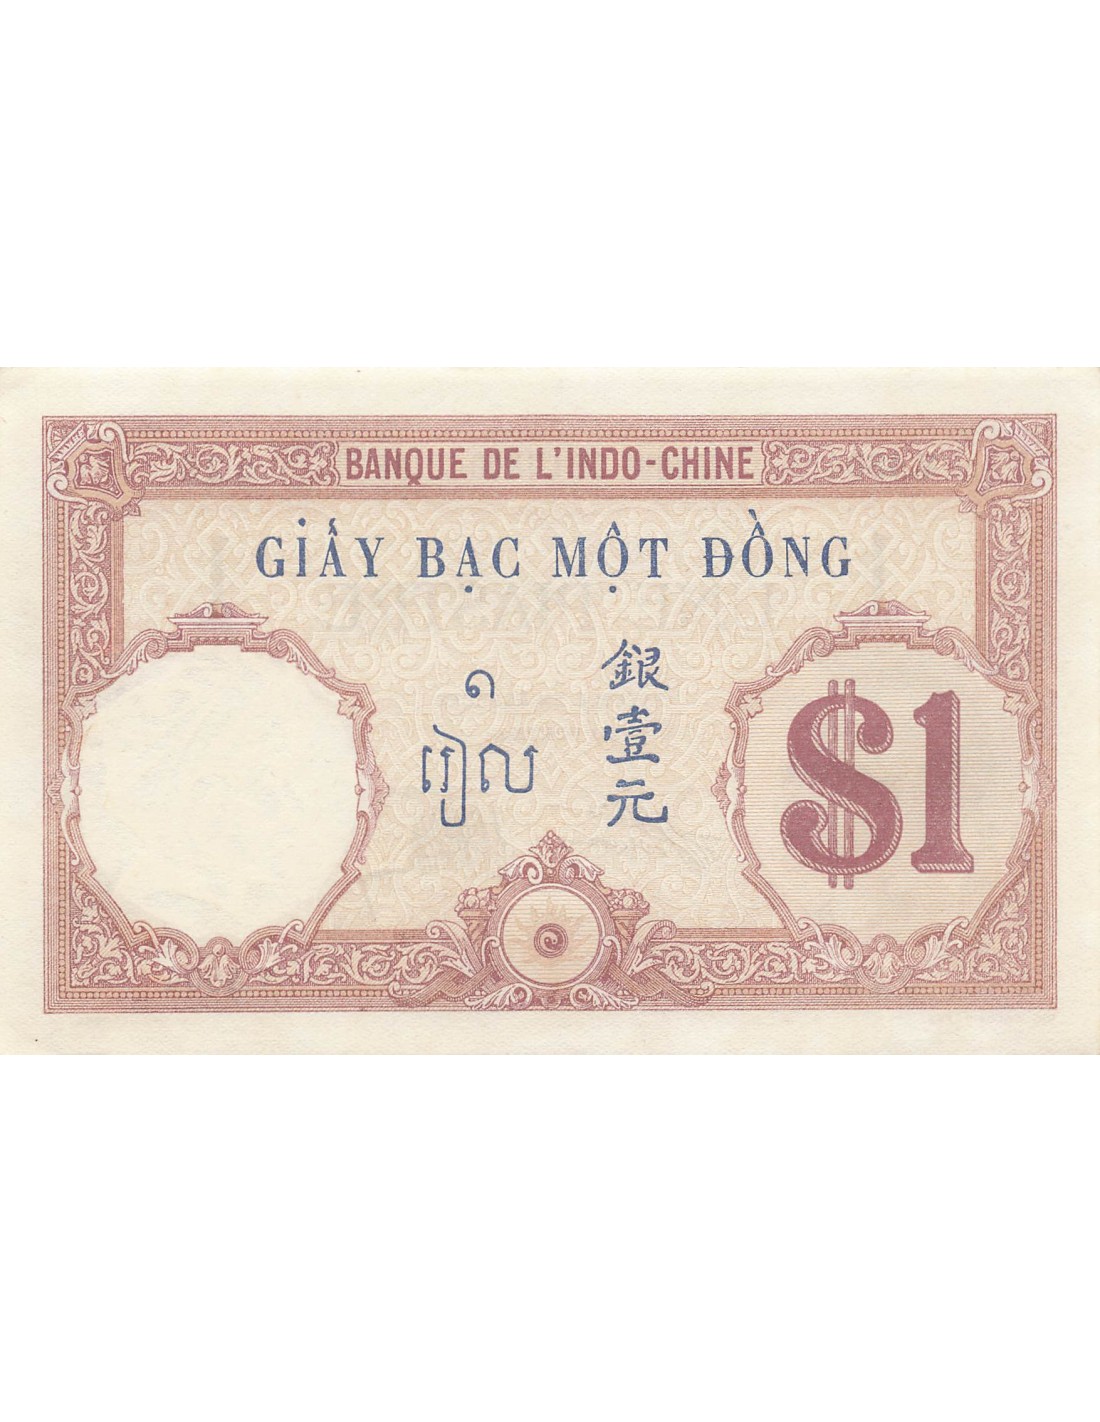 BANQUE DE L'INDO-CHINE
GIẤY BẠC MỘT ĐỒNG
១
រៀល
銀壹元
$1